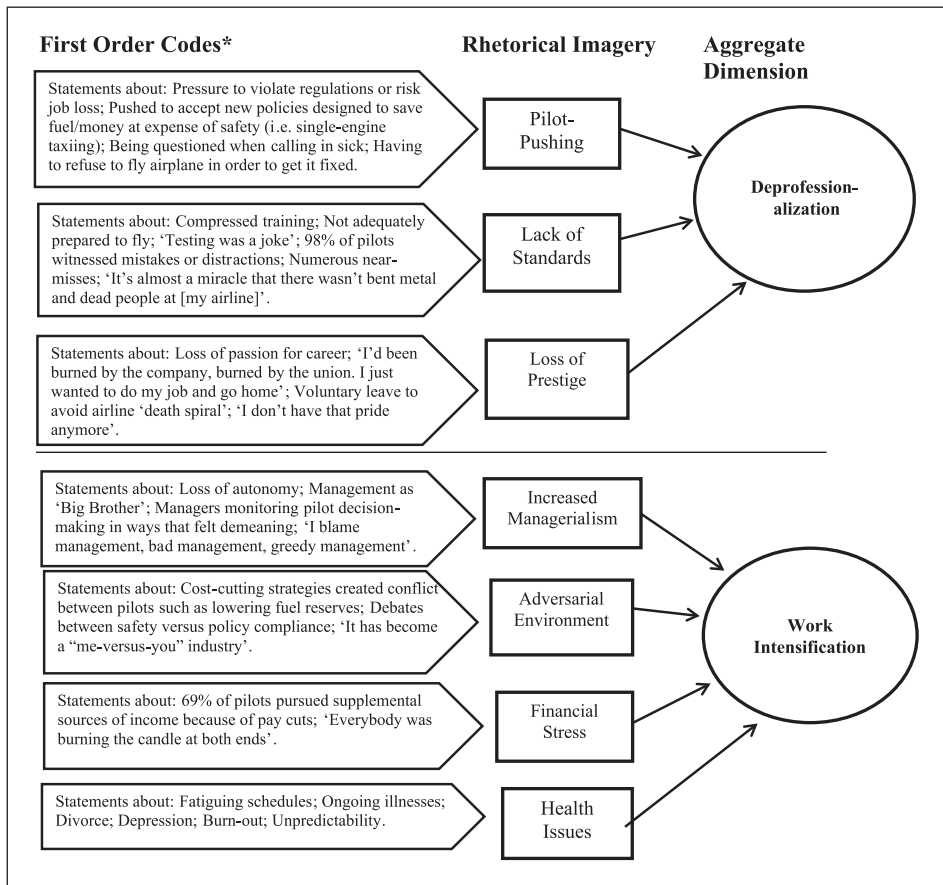 First Order Codes*
Rhetorical Imagery
Aggregate
Dimension
Statements about: Pressure to violate regulations or risk
job loss; Pushed to accept new policies designed to save
fuel/money at expense of safety (i.e. single-engine
taxiing); Being questioned when calling in sick; Having
to refuse to fly airplane in order to get it fixed.
Pilot-
Pushing
Deprofession-
alization
Statements about: Compressed training; Not adequately
prepared to fly; ‘Testing was a joke’; 98% of pilots
witnessed mistakes or distractions; Numerous near-
misses; ‘It’s almost a miracle that there wasn’t bent metal
and dead people at [my airline]’.
Lack of
Standards
Statements about: Loss of passion for career; ‘I’d been
burned by the company, burned by the union. I just
wanted to do my job and go home’; Voluntary leave to
avoid airline ‘death spiral’; ‘I don’t have that pride
anymore’.
Loss of
Prestige
Statements about: Loss of autonomy; Management as
‘Big Brother’; Managers monitoring pilot decision-
making in ways that felt demeaning; ‘I blame
management, bad management, greedy management’.
Increased
Managerialism
Statements about: Cost-cutting strategies created conflict
between pilots such as lowering fuel reserves; Debates
between safety versus policy compliance; ‘It has become
a “me-versus-you” industry’.
Adversarial
Environment
Work
Intensification
Statements about: 69% of pilots pursued supplemental
sources of income because of pay cuts; ‘Everybody was
burning the candle at both ends’.
Financial
Stress
Statements about: Fatiguing schedules; Ongoing illnesses;
Divorce; Depression; Burn-out; Unpredictability.
Health
Issues